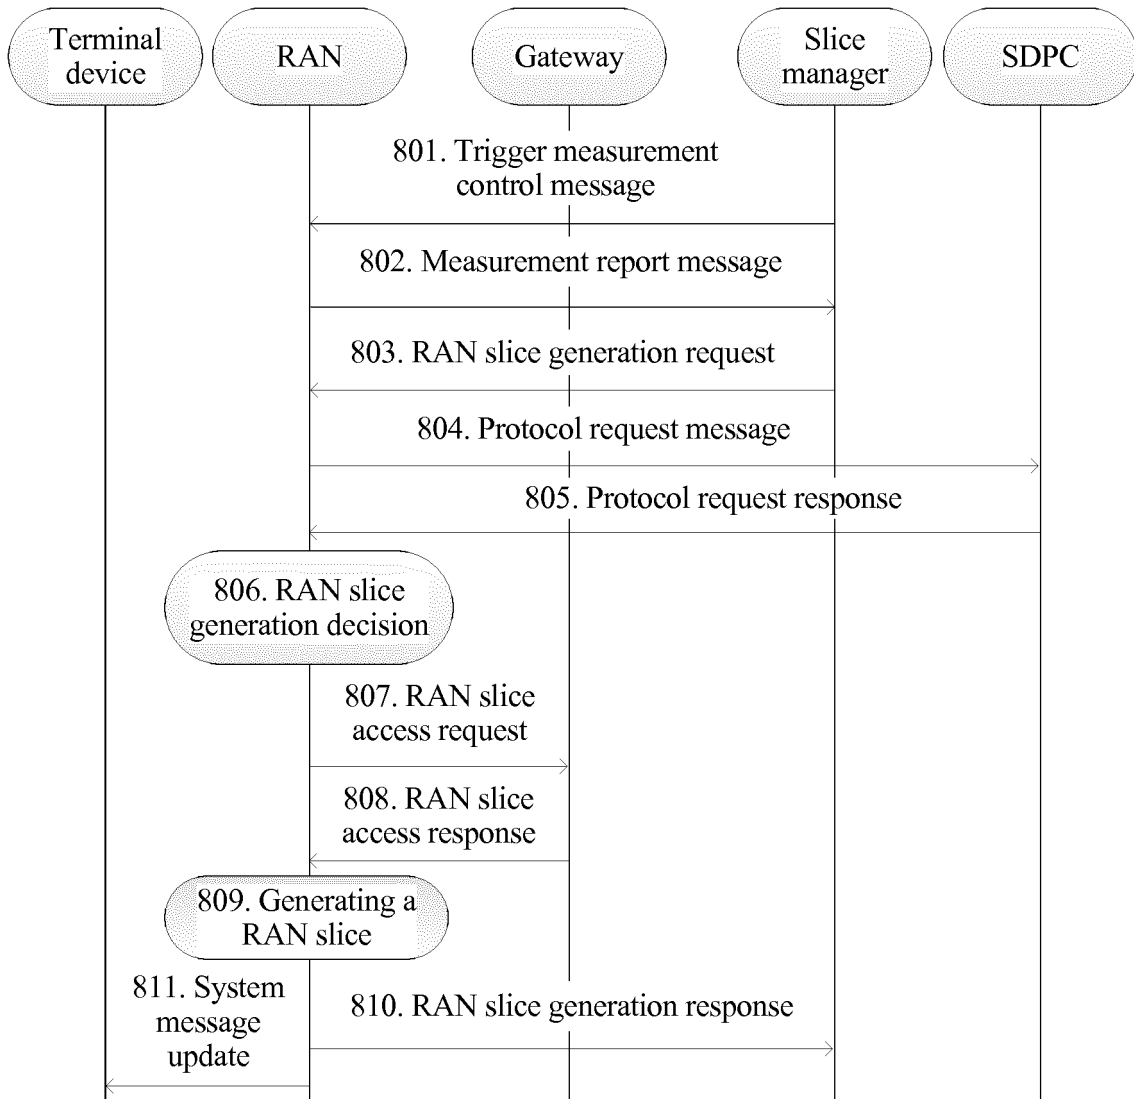 Terminal
device
RAN
Gateway
Slice
manager
SDPC
801. Trigger measurement
control message
802. Measurement report message
803. RAN slice generation request
804. Protocol request message
805. Protocol request response
806. RAN slice
generation decision
807. RAN slice
access request
808. RAN slice
access response
809. Generating a
RAN slice
811. System
message
update
810. RAN slice generation response